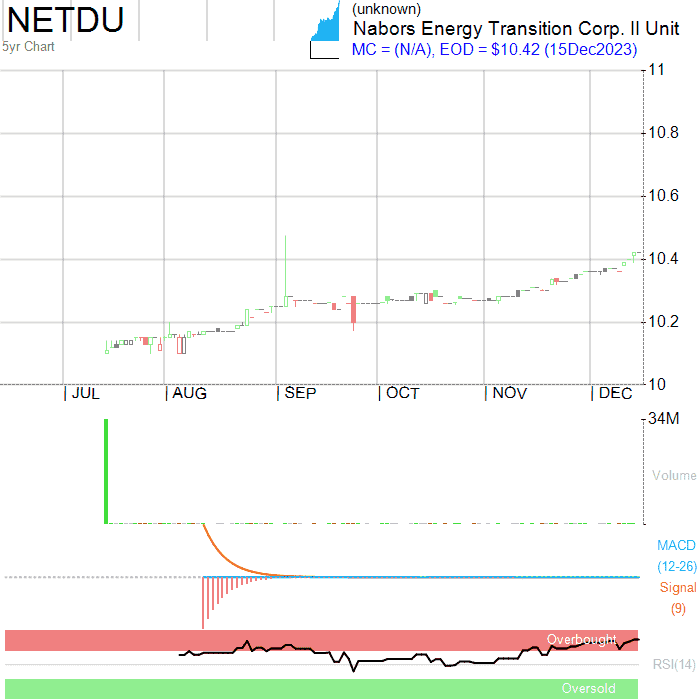 NETDU
5yr Chart
(unknown)
Nabors Energy Transition Corp. II Unit
MC = (N/A), EOD = $10.42 (15Dec2023)
11
10.8
10.6
10.4
10.2
10
JUL AUG SEP OCT NOV DEC
34M
Volume
MACD
(12-26)
Signal
(9)
Overbought
RSI(14)
Oversold